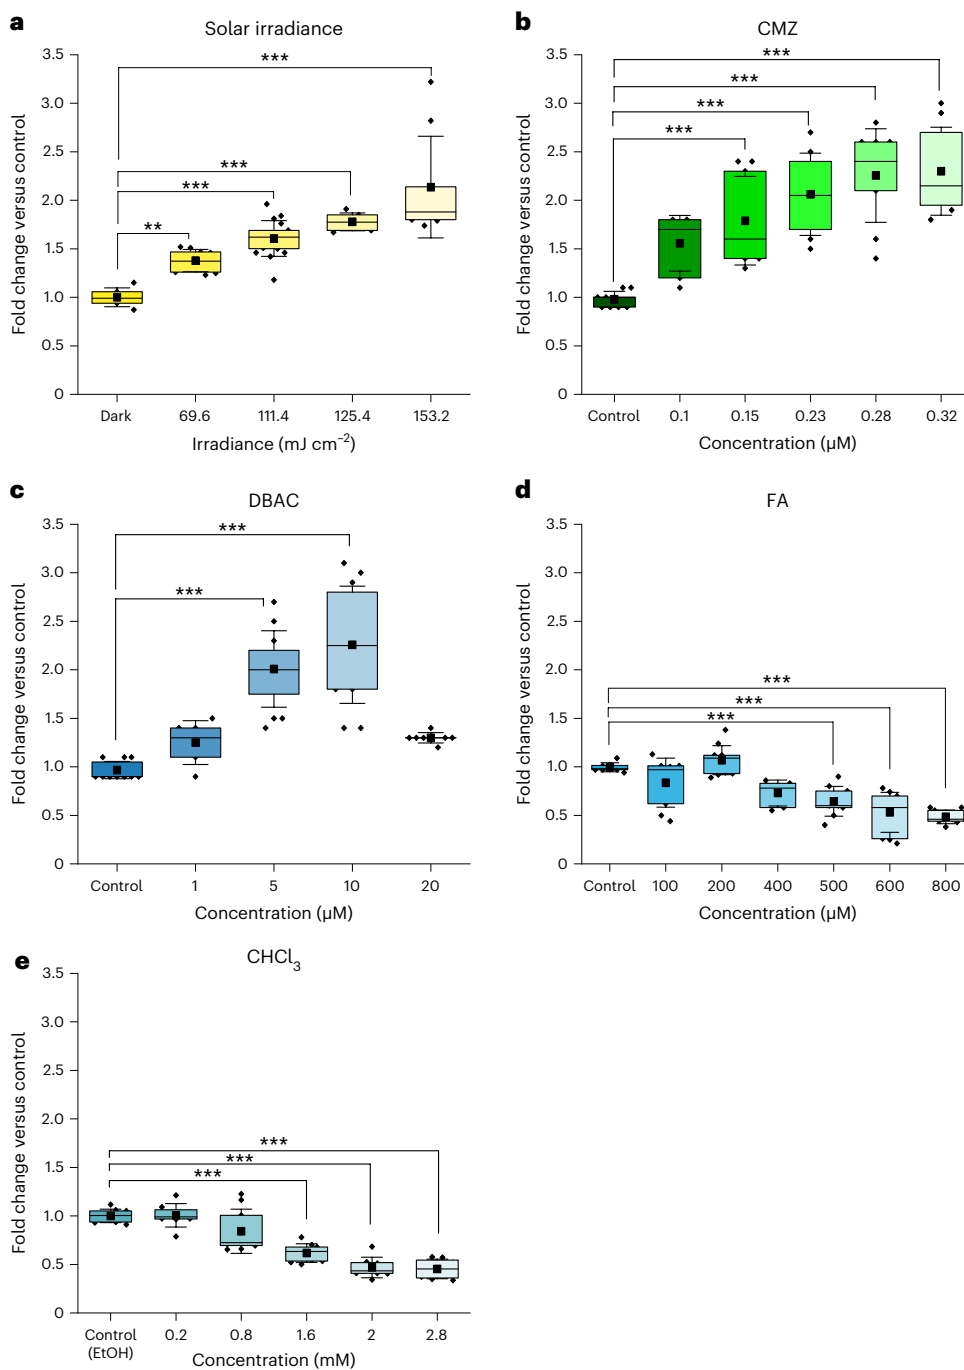 a
Solar irradiance
Fold change versus control
3.5
3.0
2.5
2.0
1.5
1.0
0.5
0
**
***
***
***
Dark 69.6 111.4 125.4 153.2
Irradiance (mJ cm⁻²)
b
CMZ
Fold change versus control
3.5
3.0
2.5
2.0
1.5
1.0
0.5
0
***
***
***
***
Control 0.1 0.15 0.23 0.28 0.32
Concentration (µM)
c
DBAC
Fold change versus control
3.5
3.0
2.5
2.0
1.5
1.0
0.5
0
***
***
Control 1 5 10 20
Concentration (µM)
d
FA
Fold change versus control
3.5
3.0
2.5
2.0
1.5
1.0
0.5
0
***
***
***
Control 100 200 400 500 600 800
Concentration (µM)
e
CHCl₃
Fold change versus control
3.5
3.0
2.5
2.0
1.5
1.0
0.5
0
***
***
***
Control 0.2 0.8 1.6 2 2.8
(EtOH)
Concentration (mM)